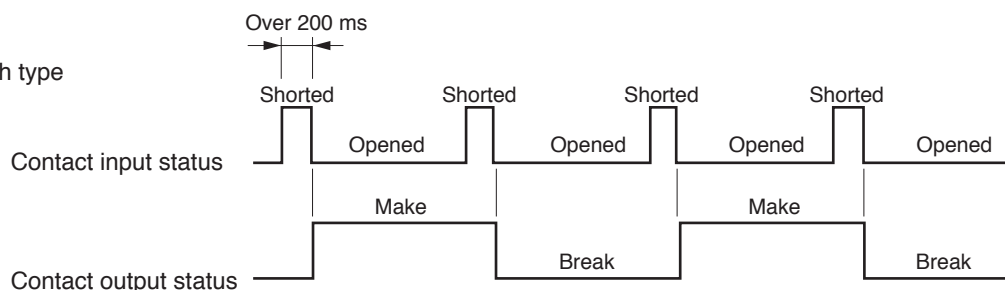 Over 200 ms
h type
Shorted Shorted Shorted Shorted
Opened Opened Opened Opened
Contact input status
Make Make
Break Break
Contact output status